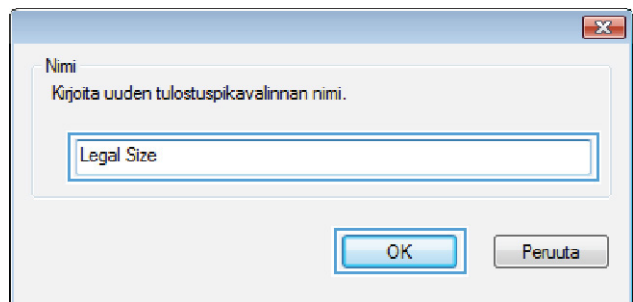 Nimi
Kirjoita uuden tulostuspikavalinnan nimi.
Legal Size
OK
Peruuta